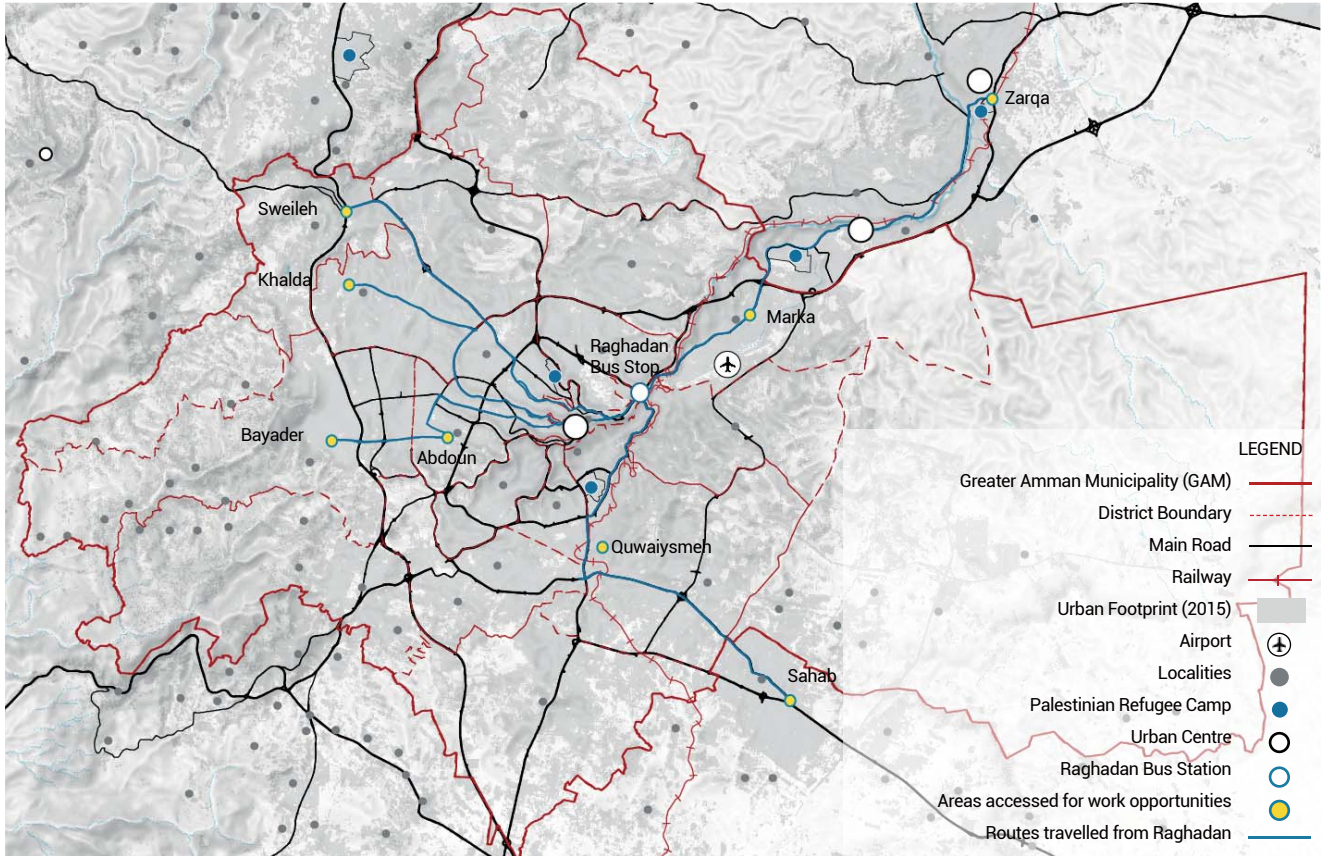 Zarqa
Sweileh
Khalda
Marka
Raghadan
Bus Stop
Bayader
Abdoun
Quwaiysmeh
Sahab
LEGEND
Greater Amman Municipality (GAM)
District Boundary
Main Road
Railway
Urban Footprint (2015)
Airport
Localities
Palestinian Refugee Camp
Urban Centre
Raghadan Bus Station
Areas accessed for work opportunities
Routes travelled from Raghadan